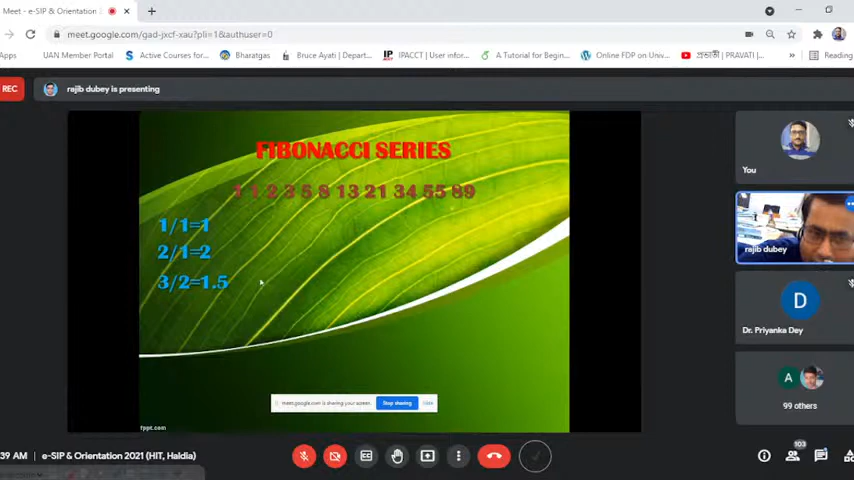 Meet - e-SIP & Orientation
meet.google.com/gad-jxcf-xau?pli=1&authuser=0
Apps
UAN Member Portal
Active Courses for...
Bharatgas
Bruce Ayati | Depart...
IPACCT | User infor...
A Tutorial for Begin...
Online FDP on Univ...
| PRAVATI |...
»
Reading
REC
rajib dubey is presenting
FIBONACCI SERIES
1 1 2 3 5 8 13 21 34 55 89
1/1=1
2/1=2
3/2=1.5
You
rajib dubey
D
Dr. Priyanka Dey
A
99 others
meet.google.com is sharing your screen.
Stop sharing
Hide
fppt.com
:39 AM
e-SIP & Orientation 2021 (HIT, Haldia)
103